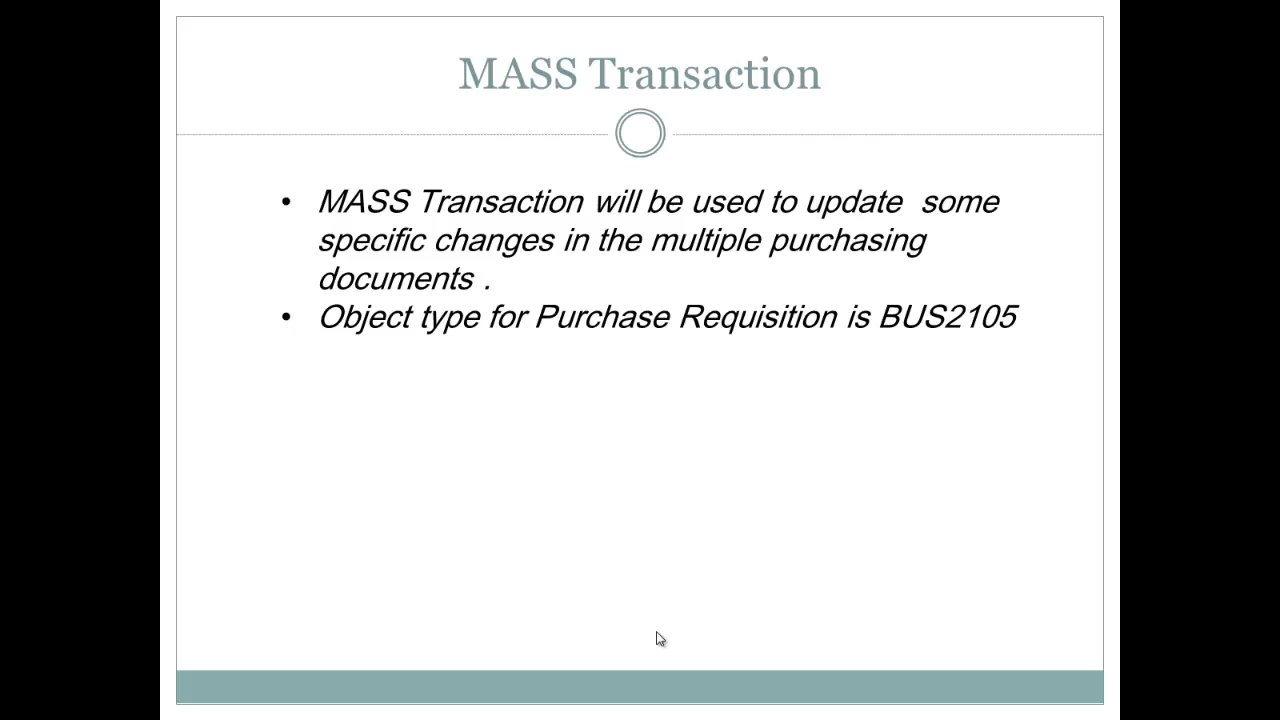 MASS Transaction
• MASS Transaction will be used to update  some
specific changes in the multiple purchasing
documents .
• Object type for Purchase Requisition is BUS2105